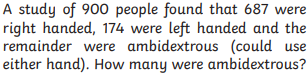 A study of 900 people found that 687 were
right handed, 174 were left handed and the
remainder were ambidextrous (could use
either hand). How many were ambidextrous?